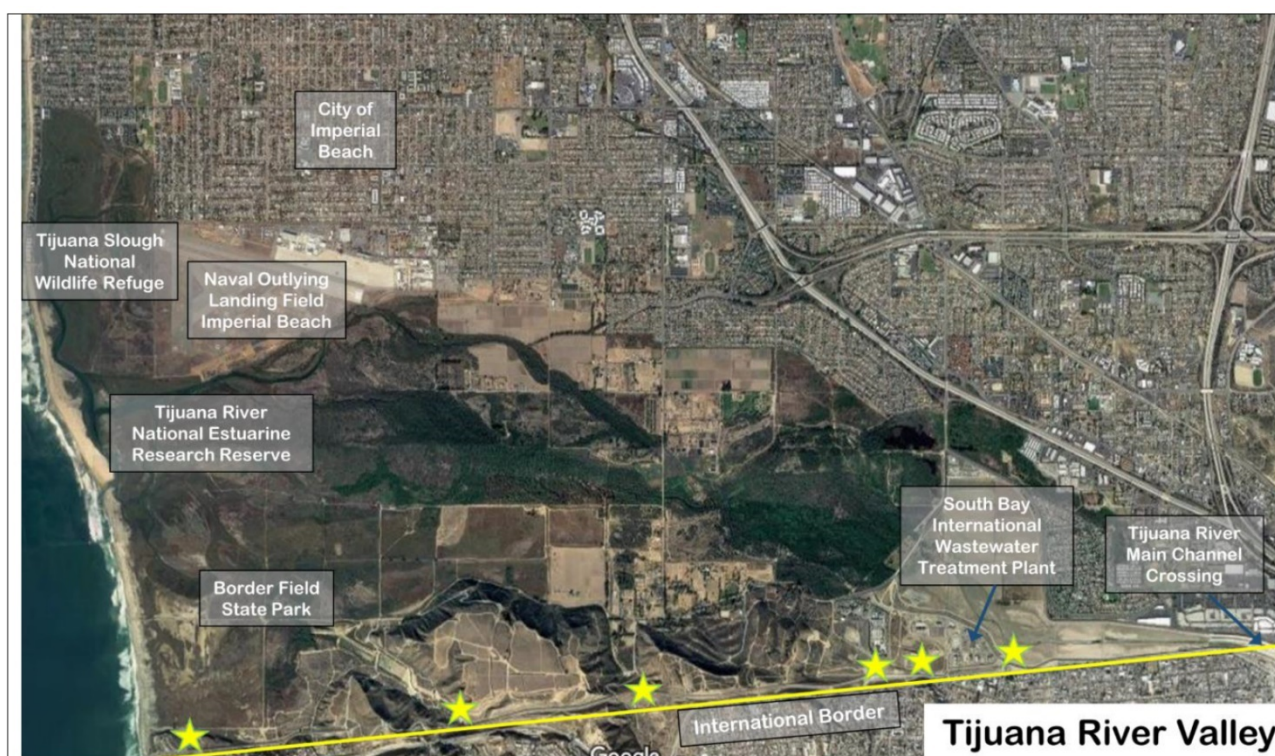 City of
Imperial
Beach
Tijuana Slough
National
Wildlife Refuge
Naval Outlying
Landing Field
Imperial Beach
Tijuana River
National Estuarine
Research Reserve
South Bay
International
Wastewater
Treatment Plant
Tijuana River
Main Channel
Crossing
Border Field
State Park
International Border
Google
Tijuana River Valley